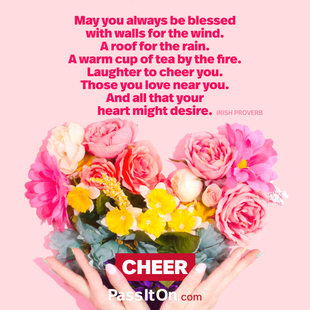 May you always be blessed
with walls for the wind.
A roof for the rain.
A warm cup of tea by the fire.
Laughter to cheer you.
Those you love near you.
And all that your
heart might desire. IRISH PROVERB
CHEER
PassItOn.com